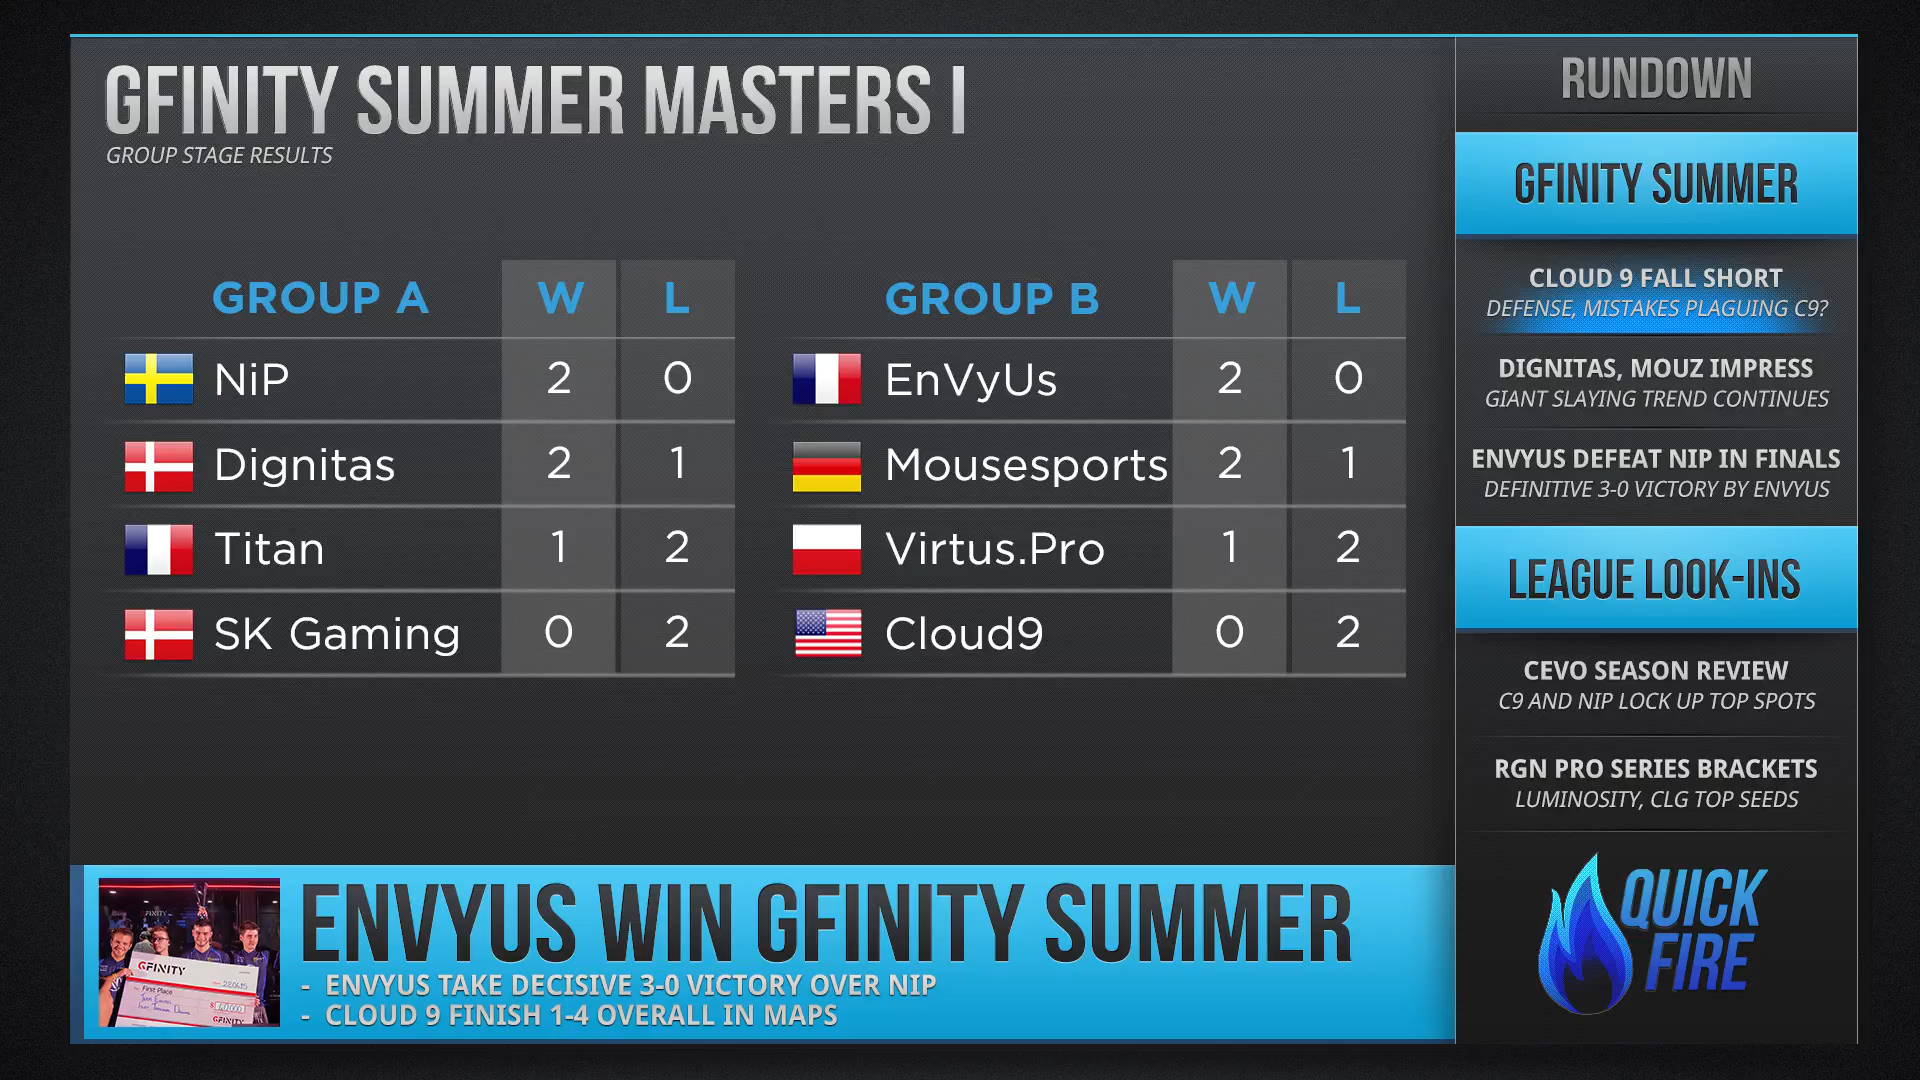 GFINITY SUMMER MASTERS I
GROUP STAGE RESULTS
GROUP A W L
NiP 2 0
Dignitas 2 1
Titan 1 2
SK Gaming 0 2
GROUP B W L
EnVyUs 2 0
Mousesports 2 1
Virtus.Pro 1 2
Cloud9 0 2
ENVYUS WIN GFINITY SUMMER
- ENVYUS TAKE DECISIVE 3-0 VICTORY OVER NIP
- CLOUD 9 FINISH 1-4 OVERALL IN MAPS
GFINITY
First Place
GFINITY
RUNDOWN
GFINITY SUMMER
CLOUD 9 FALL SHORT
DEFENSE, MISTAKES PLAGUING C9?
DIGNITAS, MOUZ IMPRESS
GIANT SLAYING TREND CONTINUES
ENVYUS DEFEAT NIP IN FINALS
DEFINITIVE 3-0 VICTORY BY ENVYUS
LEAGUE LOOK-INS
CEVO SEASON REVIEW
C9 AND NIP LOCK UP TOP SPOTS
RGN PRO SERIES BRACKETS
LUMINOSITY, CLG TOP SEEDS
QUICK
FIRE